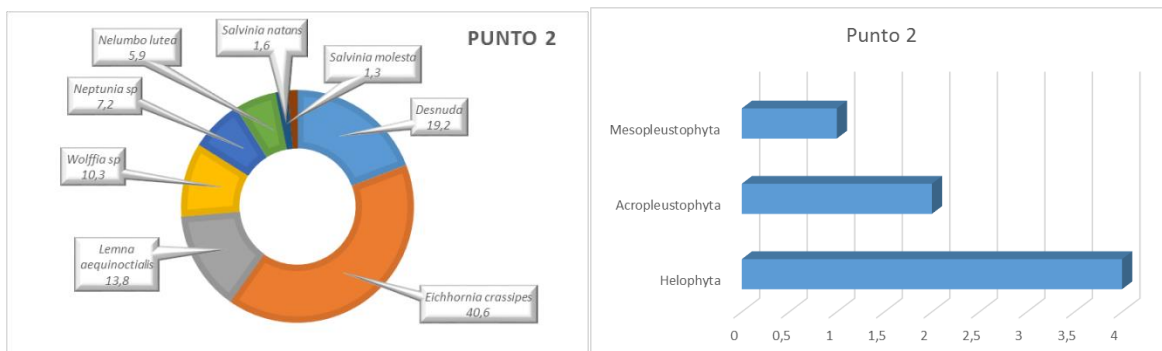 PUNTO 2
Salvinia natans
1,6
Salvinia molesta
1,3
Nelumbo lutea
5,9
Neptunia sp
7,2
Desnuda
19,2
Wolffia sp
10,3
Lemna
aequinoctialis
13,8
Eichhornia crassipes
40,6
Punto 2
Mesopleustophyta
Acropleustophyta
Helophyta
0 0,5 1 1,5 2 2,5 3 3,5 4